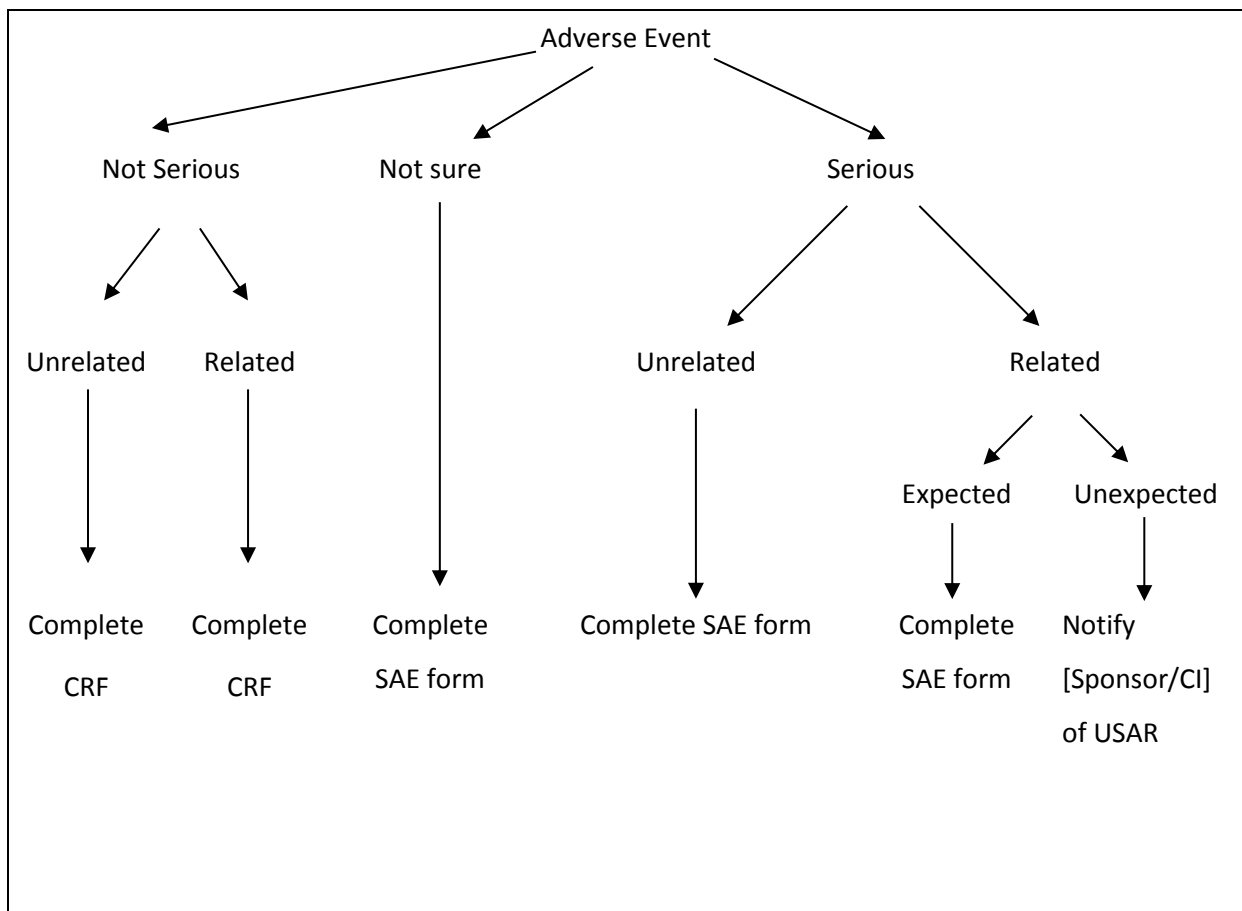 Adverse Event
Not Serious
Not sure
Serious
Unrelated
Related
Unrelated
Related
Expected
Unexpected
Complete
CRF
Complete
CRF
Complete
SAE form
Complete SAE form
Complete
SAE form
Notify
[Sponsor/CI]
of USAR